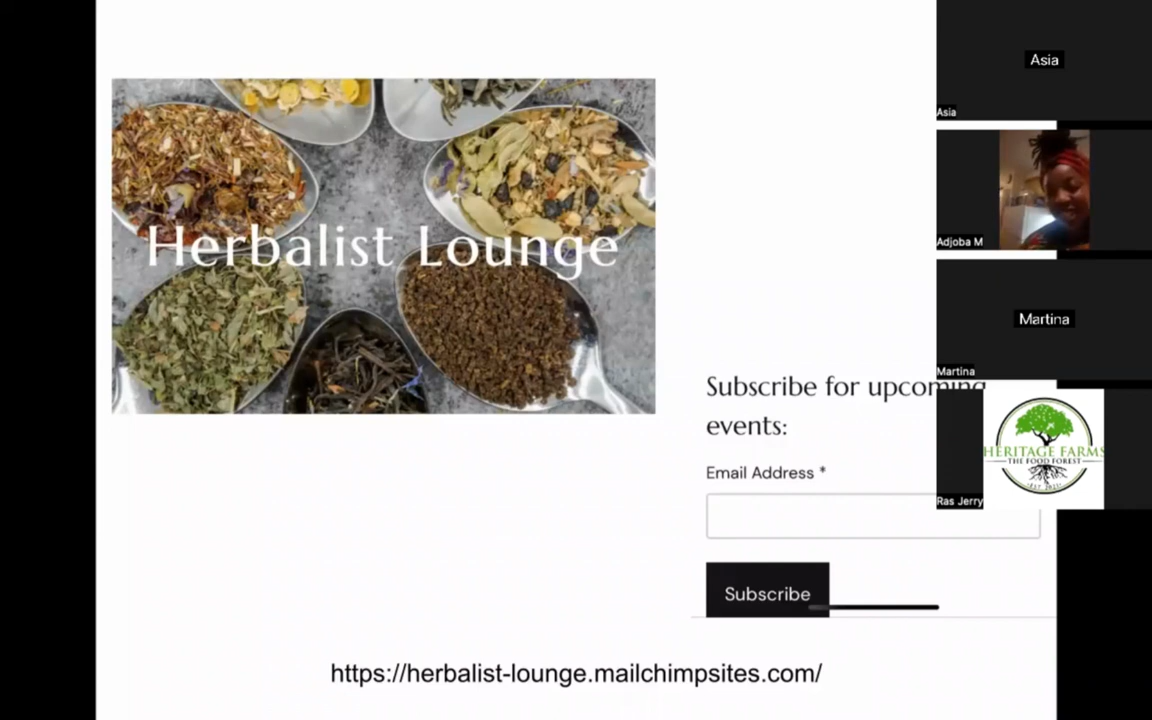 Herbalist Lounge
Subscribe for upcoming
events:
Email Address *
Subscribe
https://herbalist-lounge.mailchimpsites.com/
Asia
Asia
Adjoba M
Martina
Martina
HERITAGE FARMS
THE FOOD FOREST
Ras Jerry